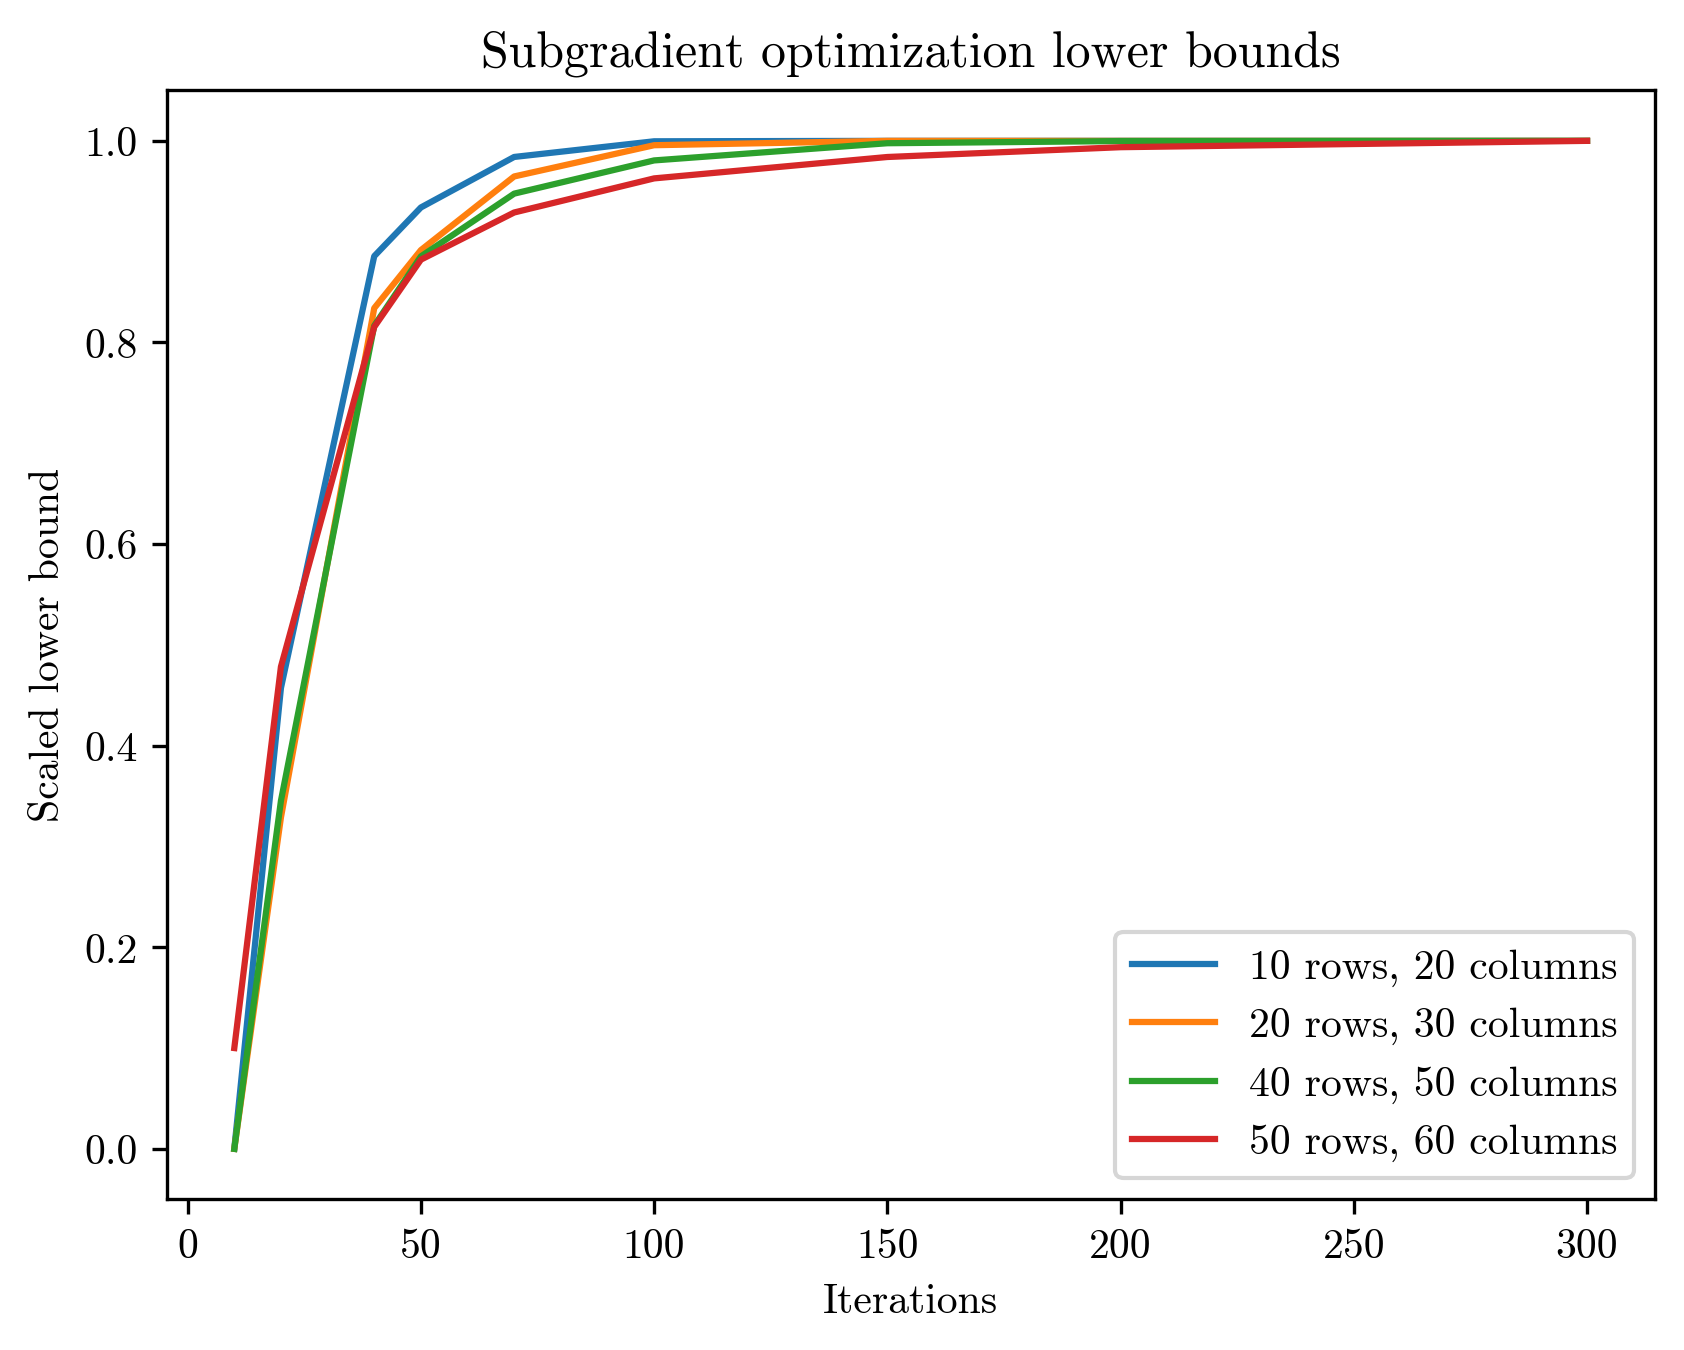 Subgradient optimization lower bounds
1.0
0.8
0.6
0.4
0.2
0.0
Scaled lower bound
10 rows, 20 columns
20 rows, 30 columns
40 rows, 50 columns
50 rows, 60 columns
0 50 100 150 200 250 300
Iterations